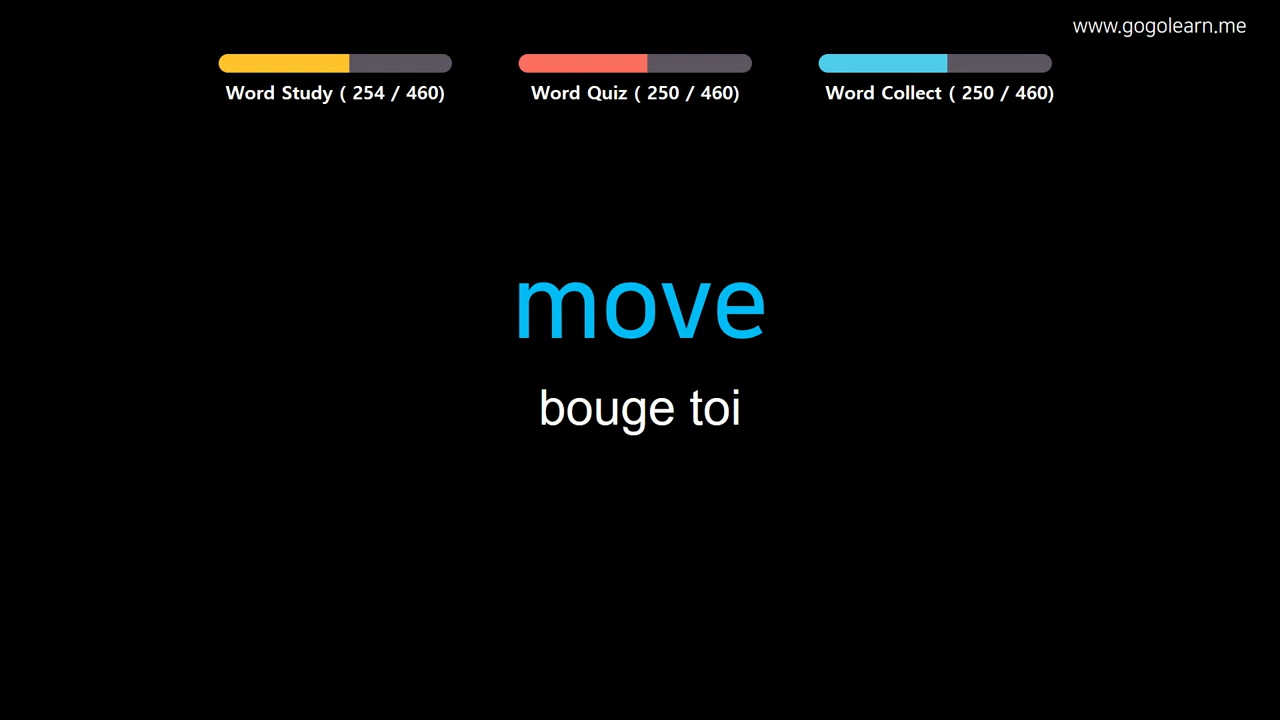 www.gogolearn.me
Word Study ( 254 / 460)
Word Quiz ( 250 / 460)
Word Collect ( 250 / 460)
move
bouge toi